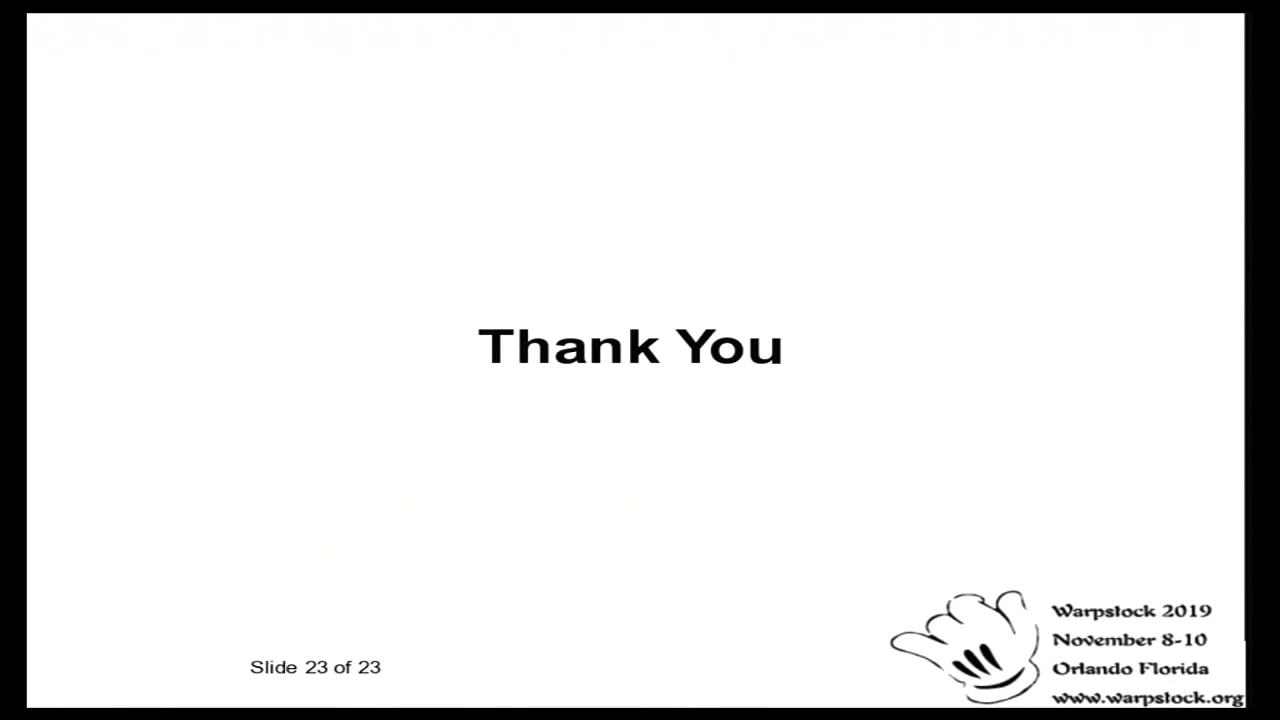 Thank You
Slide 23 of 23
Warpstock 2019
November 8-10
Orlando Florida
www.warpstock.org